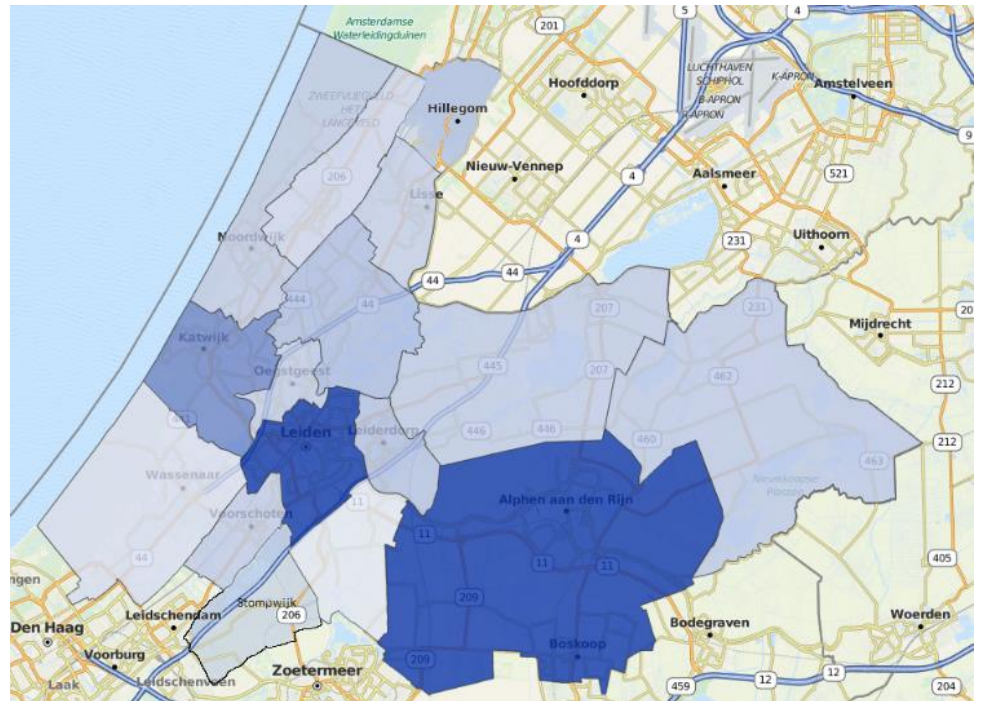 5
4
Amsterdamse
Waterleidingduinen
201
LUCHTHAVEN
SCHIPHOL
K-APRON
B-APRON
Hoofddorp
Amstelveen
ZWEEFVLIEGVELD
HET
LANGEVELD
Hillegom
9
Nieuw-Vennep
4
Aalsmeer
521
206
Lisse
Noordwijk
4
231
Uithoorn
44
44
444
44
207
231
20
Katwijk
Mijdrecht
445
Oegstgeest
207
462
212
441
Leiden
Leiderdorp
446
446
460
212
463
Wassenaar
Nieuwkoopse
Plassen
Voorschoten
11
Alphen aan den Rijn
11
44
11
11
405
ngen
209
Stompwijk
Leidschendam
206
Den Haag
Bodegraven
Woerden
Voorburg
209
Boskoop
Zoetermeer
Laak
Leidschenveen
459
12
12
204